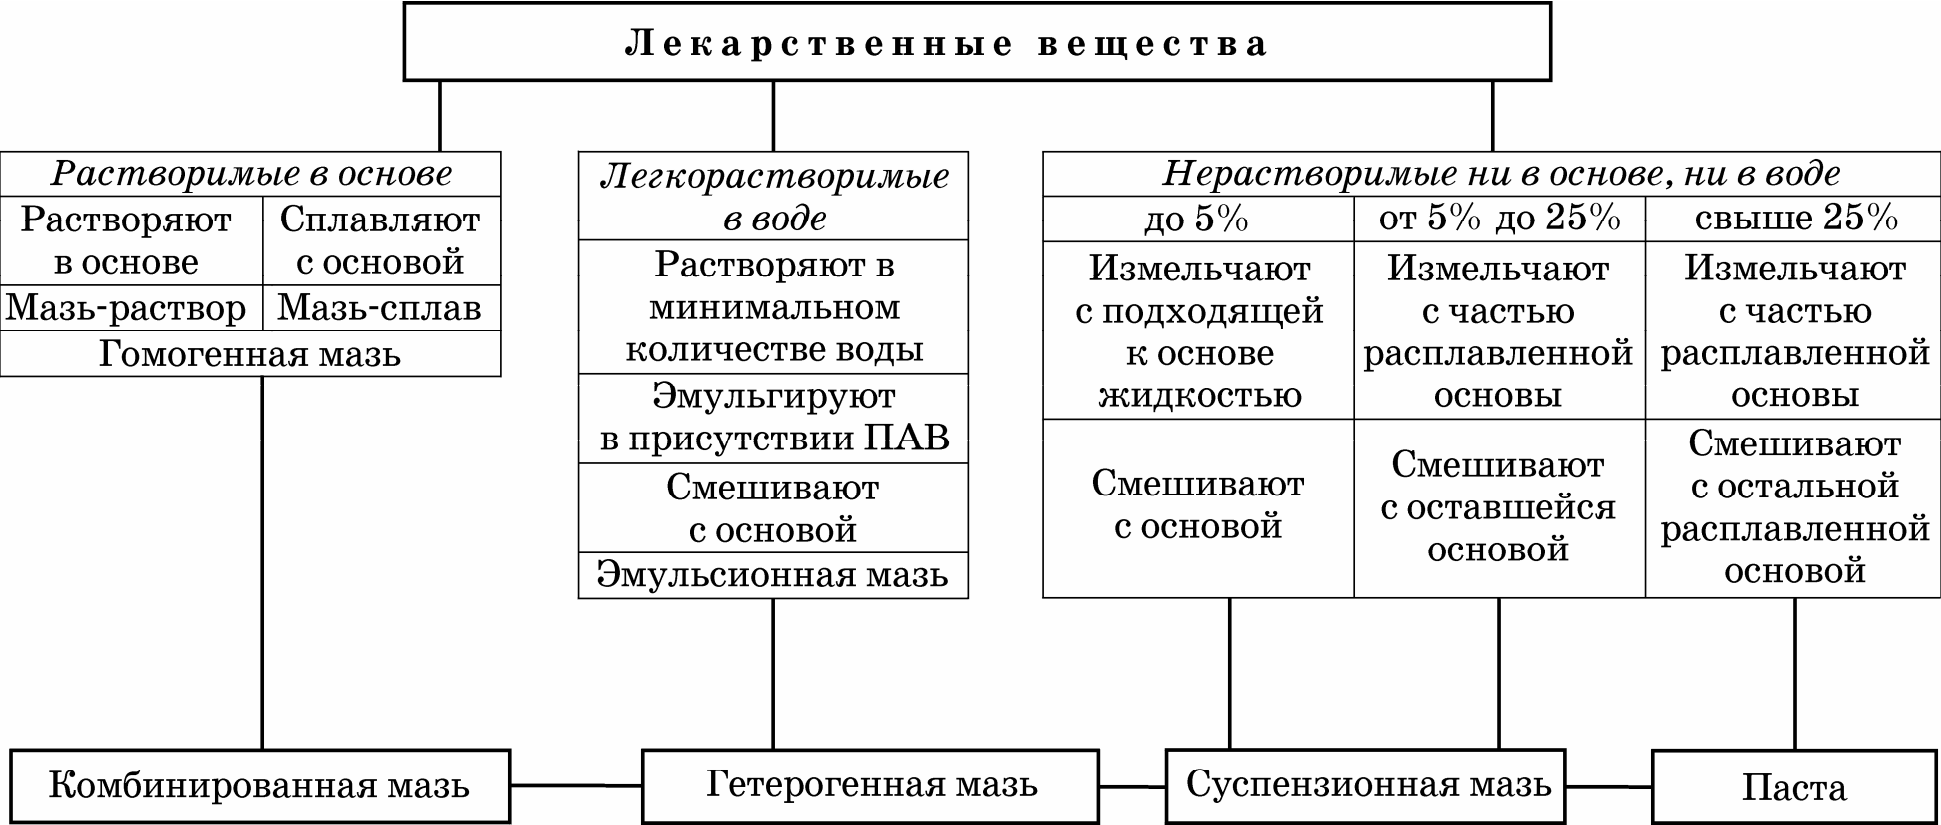 Лекарственные вещества
Растворимые в основе
Растворяют
в основе
Сплавляют
с основой
Мазь-раствор
Мазь-сплав
Гомогенная мазь
Легкорастворимые
в воде
Растворяют в
минимальном
количестве воды
Эмульгируют
в присутствии ПАВ
Смешивают
с основой
Эмульсионная мазь
Нерастворимые ни в основе, ни в воде
до 5%
от 5% до 25%
свыше 25%
Измельчают
с подходящей
к основе
жидкостью
Измельчают
с частью
расплавленной
основы
Измельчают
с частью
расплавленной
основы
Смешивают
с основой
Смешивают
с оставшейся
основой
Смешивают
с остальной
расплавленной
основой
Комбинированная мазь
Гетерогенная мазь
Суспензионная мазь
Паста